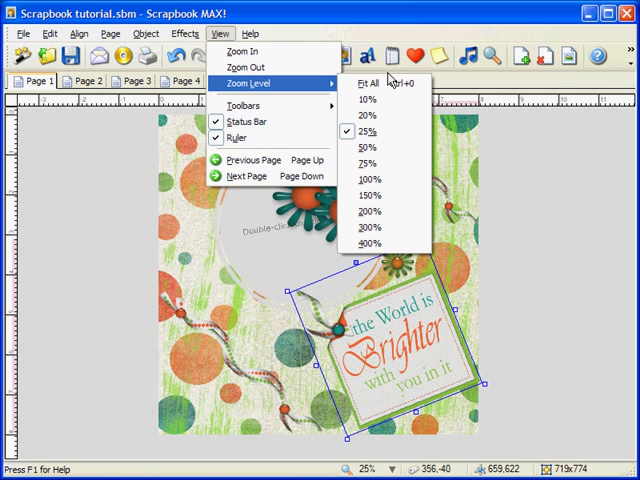 Scrapbook tutorial.sbm - Scrapbook MAX!
File Edit Align Page Object Effects View Help
Page 1 Page 2 Page 3 Page 4
Zoom In
Zoom Out
Zoom Level
Toolbars
Status Bar
Ruler
Previous Page Page Up
Next Page Page Down
Fit All Ctrl+0
10%
20%
25%
50%
75%
100%
150%
200%
300%
400%
Double-click
the World is
Brighter
with you in it
Press F1 for Help
25%
356,-40
659,622
719x774